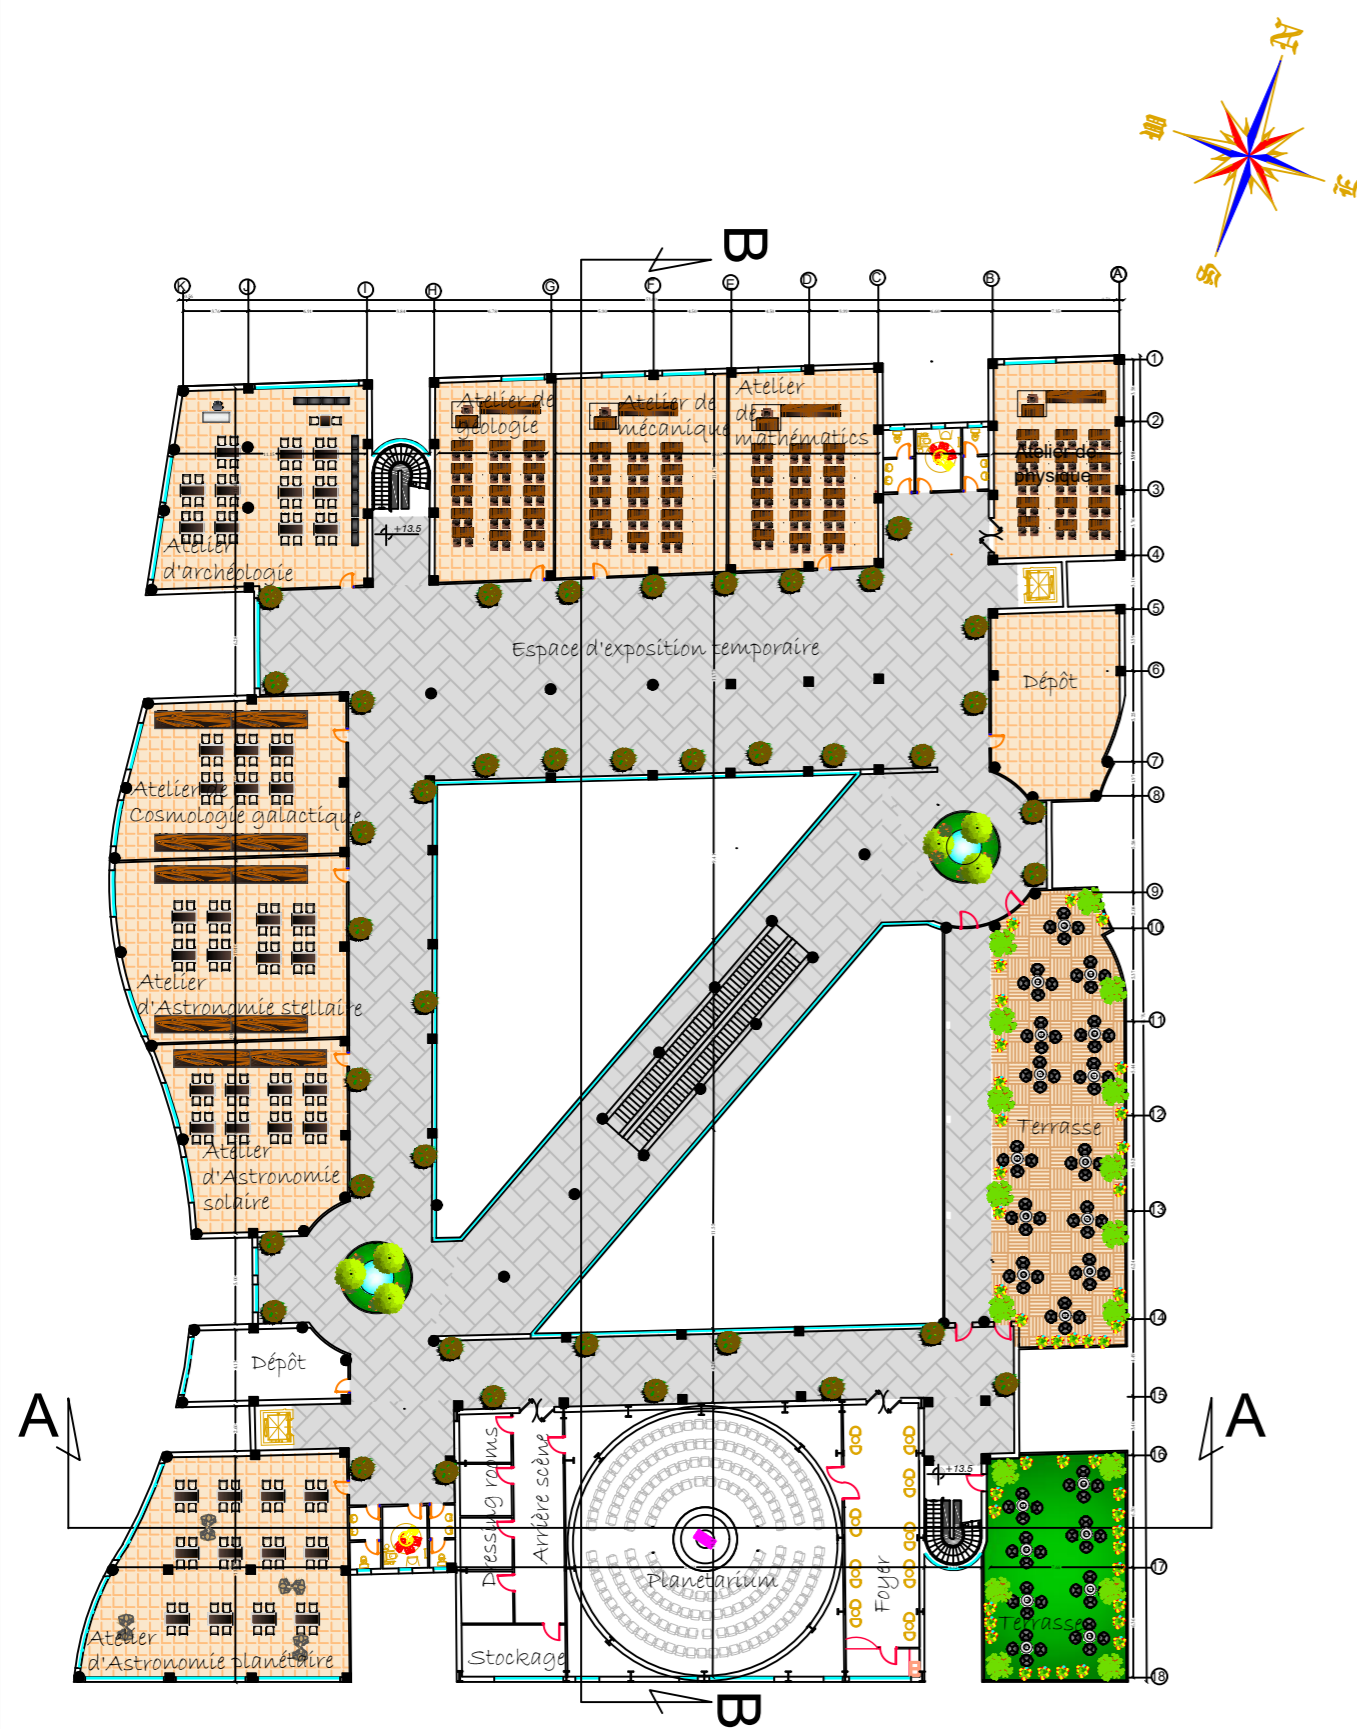 N
E
S
B
K
J
I
H
G
F
E
D
C
B
A
1
2
3
4
5
6
7
8
9
10
11
12
13
14
15
16
17
18
Atelier de
géologie
Atelier de
mécanique
Atelier
de
mathématics
Atelier de
physique
+13.5
Atelier
d'archéologie
Espace d'exposition temporaire
Dépôt
Atelier de
Cosmologie galactique
Atelier
d'Astronomie stellaire
Terrasse
Atelier
d'Astronomie
solaire
Dépôt
A
A
Dressing rooms
Arrière scène
+13.5
Planetarium
Foyer
Terrasse
Atelier
d'Astronomie planétaire
Stockage
B